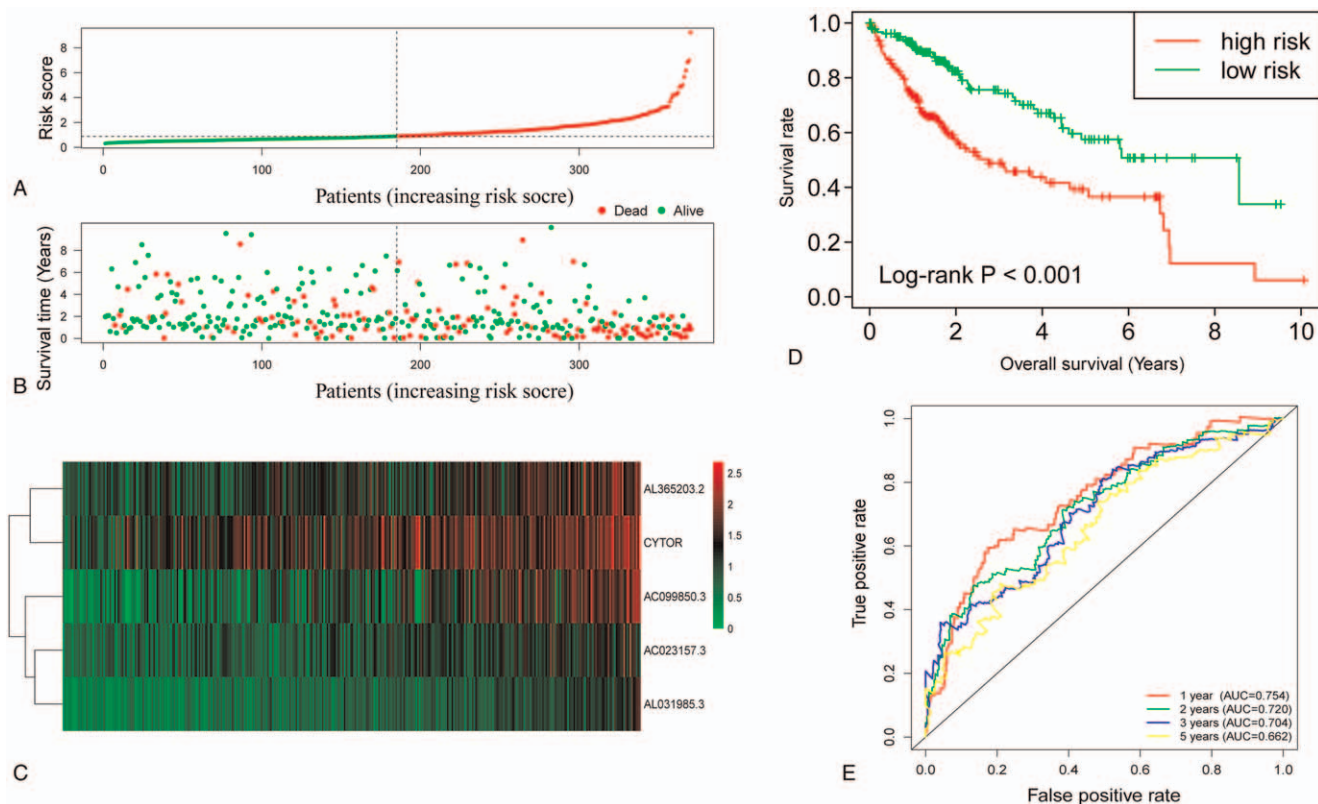 Risk score
8
6
4
2
0
0 100 200 300
A
Patients (increasing risk socre)
Dead Alive
Survival time (Years)
8
6
4
2
0
0 100 200 300
B
Patients (increasing risk socre)
AL365203.2
CYTOR
AC099850.3
AC023157.3
AL031985.3
2.5
2
1.5
1
0.5
0
C
high risk
low risk
Survival rate
1.0
0.8
0.6
0.4
0.2
0.0
Log-rank P < 0.001
0 2 4 6 8 10
D
Overall survival (Years)
True positive rate
1.0
0.8
0.6
0.4
0.2
0.0
1 year (AUC=0.754)
2 years (AUC=0.720)
3 years (AUC=0.704)
5 years (AUC=0.662)
0.0 0.2 0.4 0.6 0.8 1.0
E
False positive rate